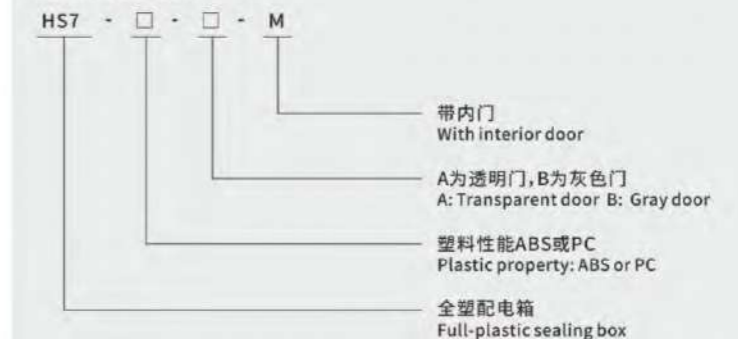 HS7 - □ - □ - M
带内门
With interior door
A为透明门,B为灰色门
A: Transparent door B: Gray door
塑料性能ABS或PC
Plastic property: ABS or PC
全塑配电箱
Full-plastic sealing box